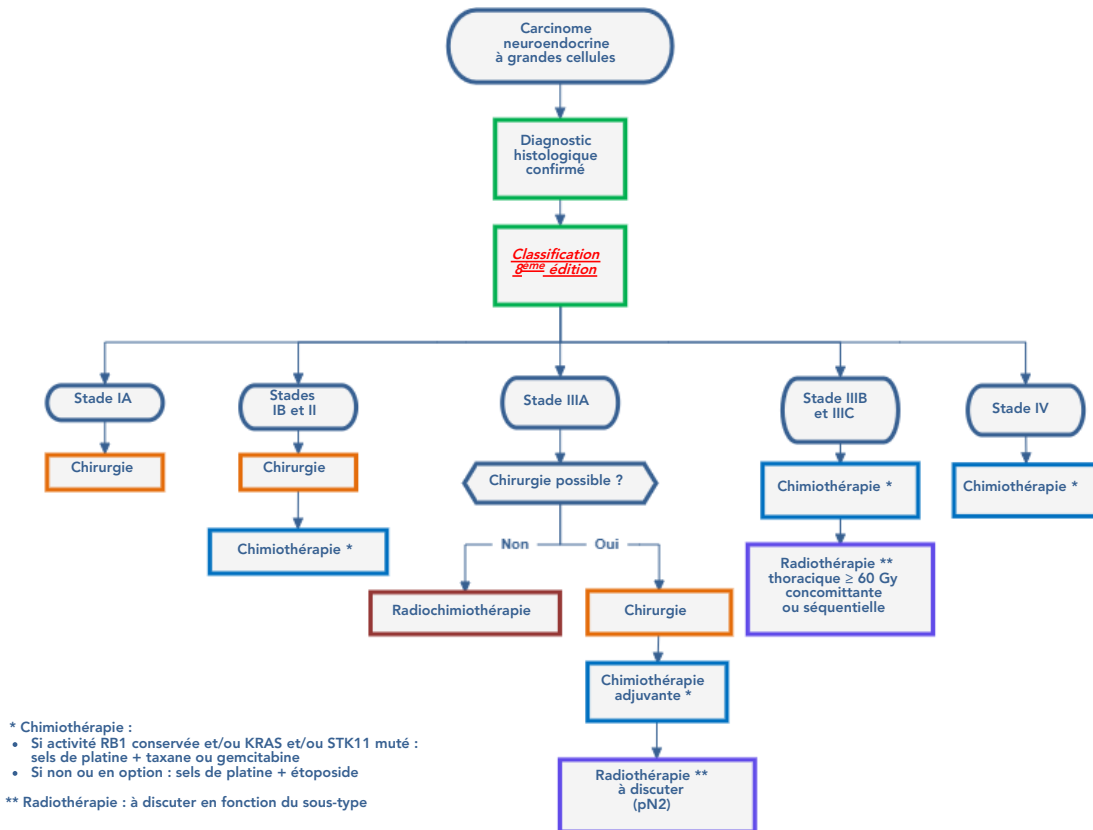 Carcinome
neuroendocrine
à grandes cellules
Diagnostic
histologique
confirmé
Classification
8ème édition
Stade IA
Stades
IB et II
Stade IIIA
Stade IIIB
et IIIC
Stade IV
Chirurgie
Chirurgie
Chirurgie possible ?
Chimiothérapie *
Chimiothérapie *
Chimiothérapie *
Non
Oui
Radiothérapie **
thoracique ≥ 60 Gy
concomittante
ou séquentielle
Radiochimiothérapie
Chirurgie
Chimiothérapie
adjuvante *
Radiothérapie **
à discuter
(pN2)
* Chimiothérapie :
• Si activité RB1 conservée et/ou KRAS et/ou STK11 muté :
sels de platine + taxane ou gemcitabine
• Si non ou en option : sels de platine + étoposide
** Radiothérapie : à discuter en fonction du sous-type